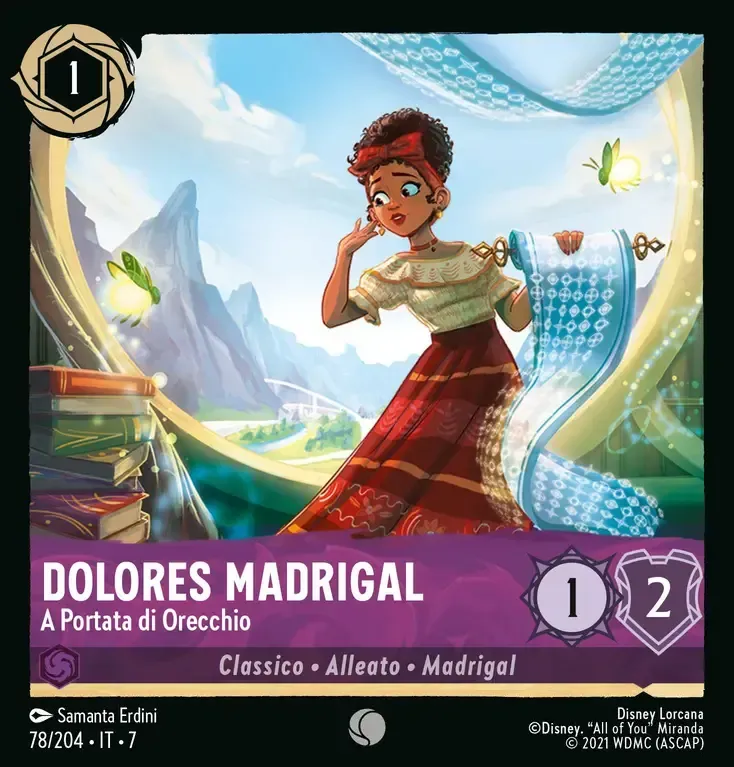 1
DOLORES MADRIGAL
A Portata di Orecchio
1
2
Classico • Alleato • Madrigal
Samanta Erdini
78/204 • IT • 7
Disney Lorcana
©Disney. “All of You” Miranda
© 2021 WDMC (ASCAP)